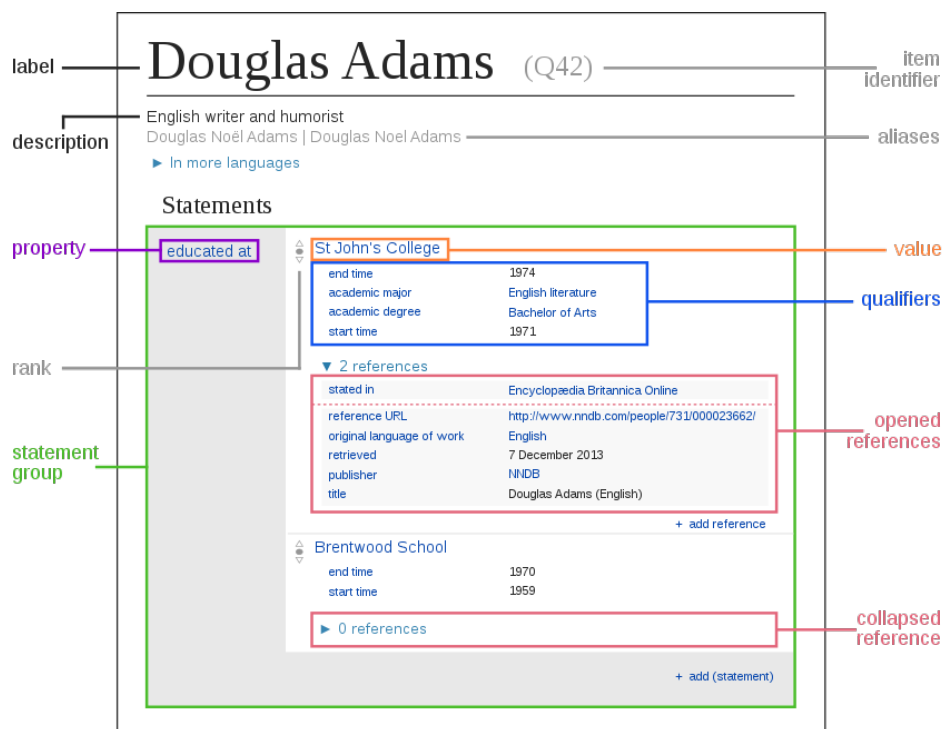 label
Douglas Adams (Q42)
item
identifier
English writer and humorist
description
Douglas Noël Adams | Douglas Noel Adams
aliases
► In more languages
Statements
property
educated at
St John's College
value
end time 1974
academic major English literature
qualifiers
academic degree Bachelor of Arts
start time 1971
rank
▼ 2 references
stated in Encyclopædia Britannica Online
reference URL http://www.nndb.com/people/731/000023662/
opened
references
original language of work English
statement
group
retrieved 7 December 2013
publisher NNDB
title Douglas Adams (English)
+ add reference
Brentwood School
end time 1970
start time 1959
► 0 references
collapsed
reference
+ add (statement)